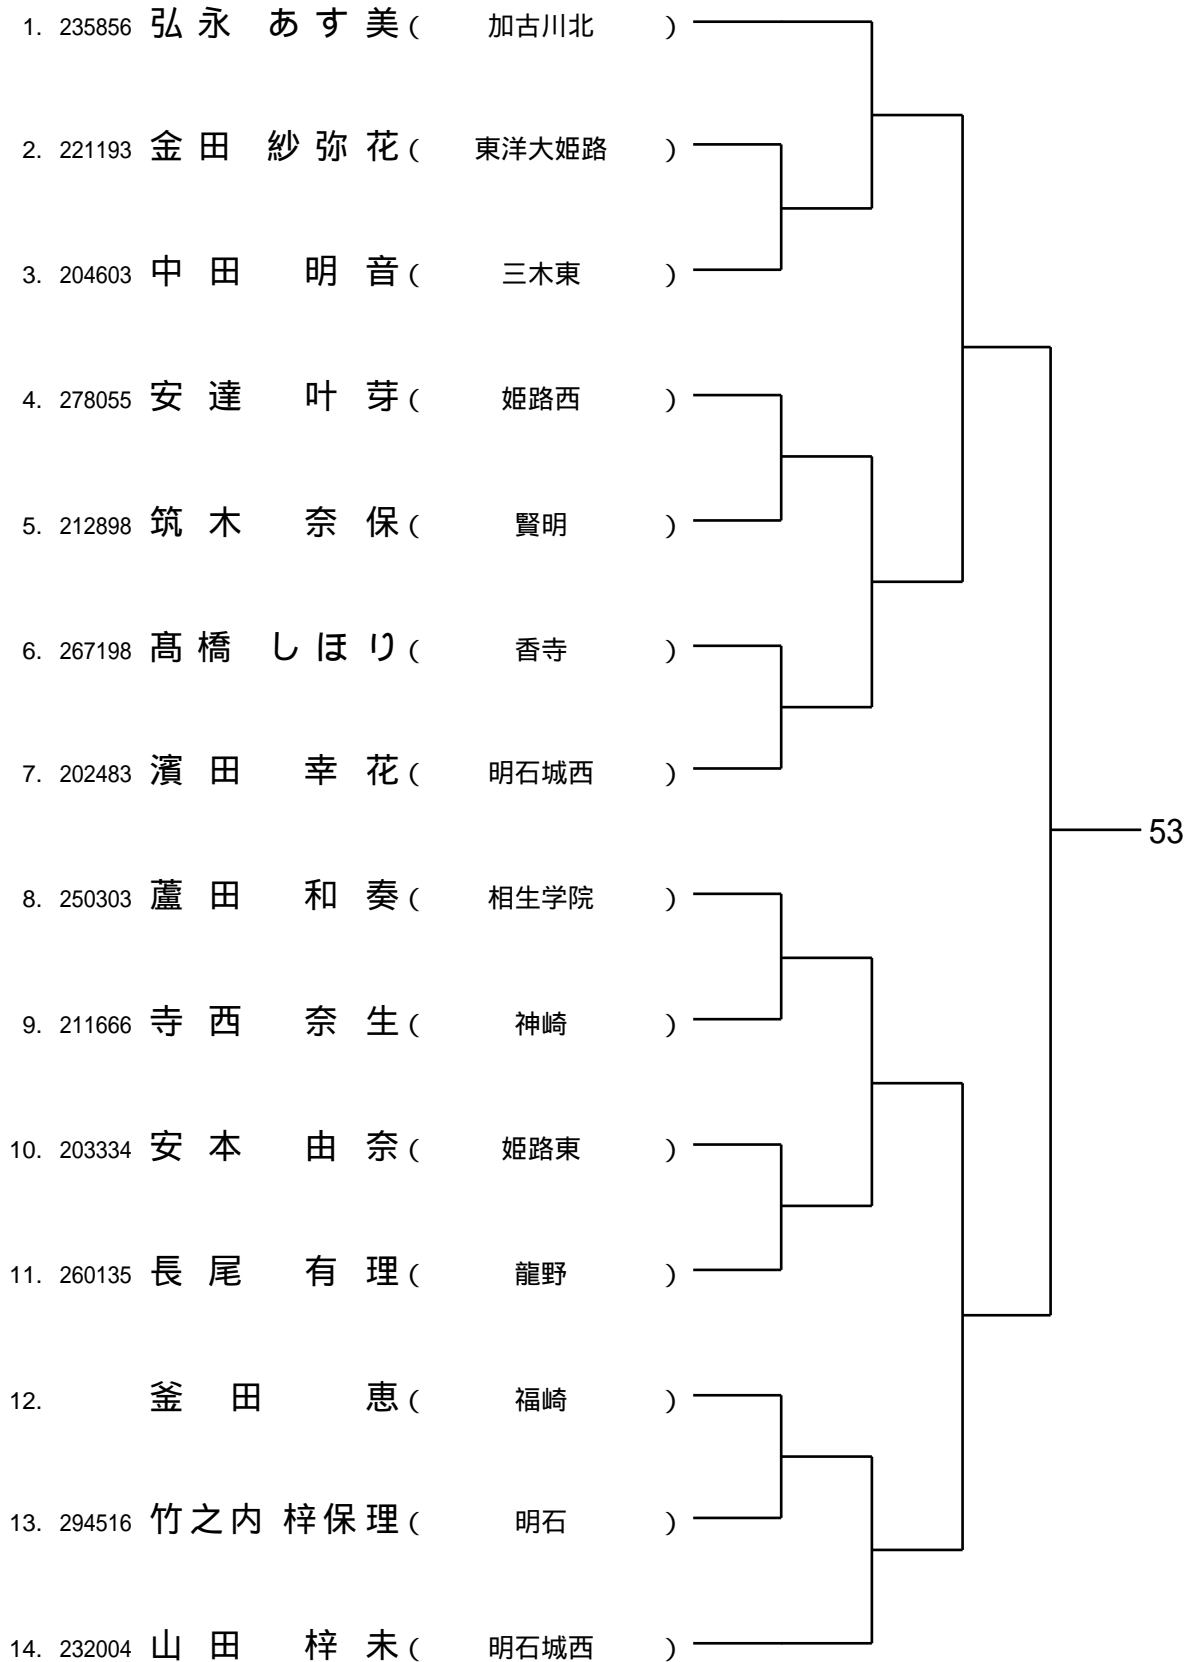 1. 235856 弘永 あす美 ( 加古川北 )
2. 221193 金田 紗弥花 ( 東洋大姫路 )
3. 204603 中田 明音 ( 三木東 )
4. 278055 安達 叶芽 ( 姫路西 )
5. 212898 筑木 奈保 ( 賢明 )
6. 267198 髙橋 しほり ( 香寺 )
7. 202483 濱田 幸花 ( 明石城西 )
53
8. 250303 蘆田 和奏 ( 相生学院 )
9. 211666 寺西 奈生 ( 神崎 )
10. 203334 安本 由奈 ( 姫路東 )
11. 260135 長尾 有理 ( 龍野 )
12. 釜田 恵 ( 福崎 )
13. 294516 竹之内 梓保理 ( 明石 )
14. 232004 山田 梓未 ( 明石城西 )